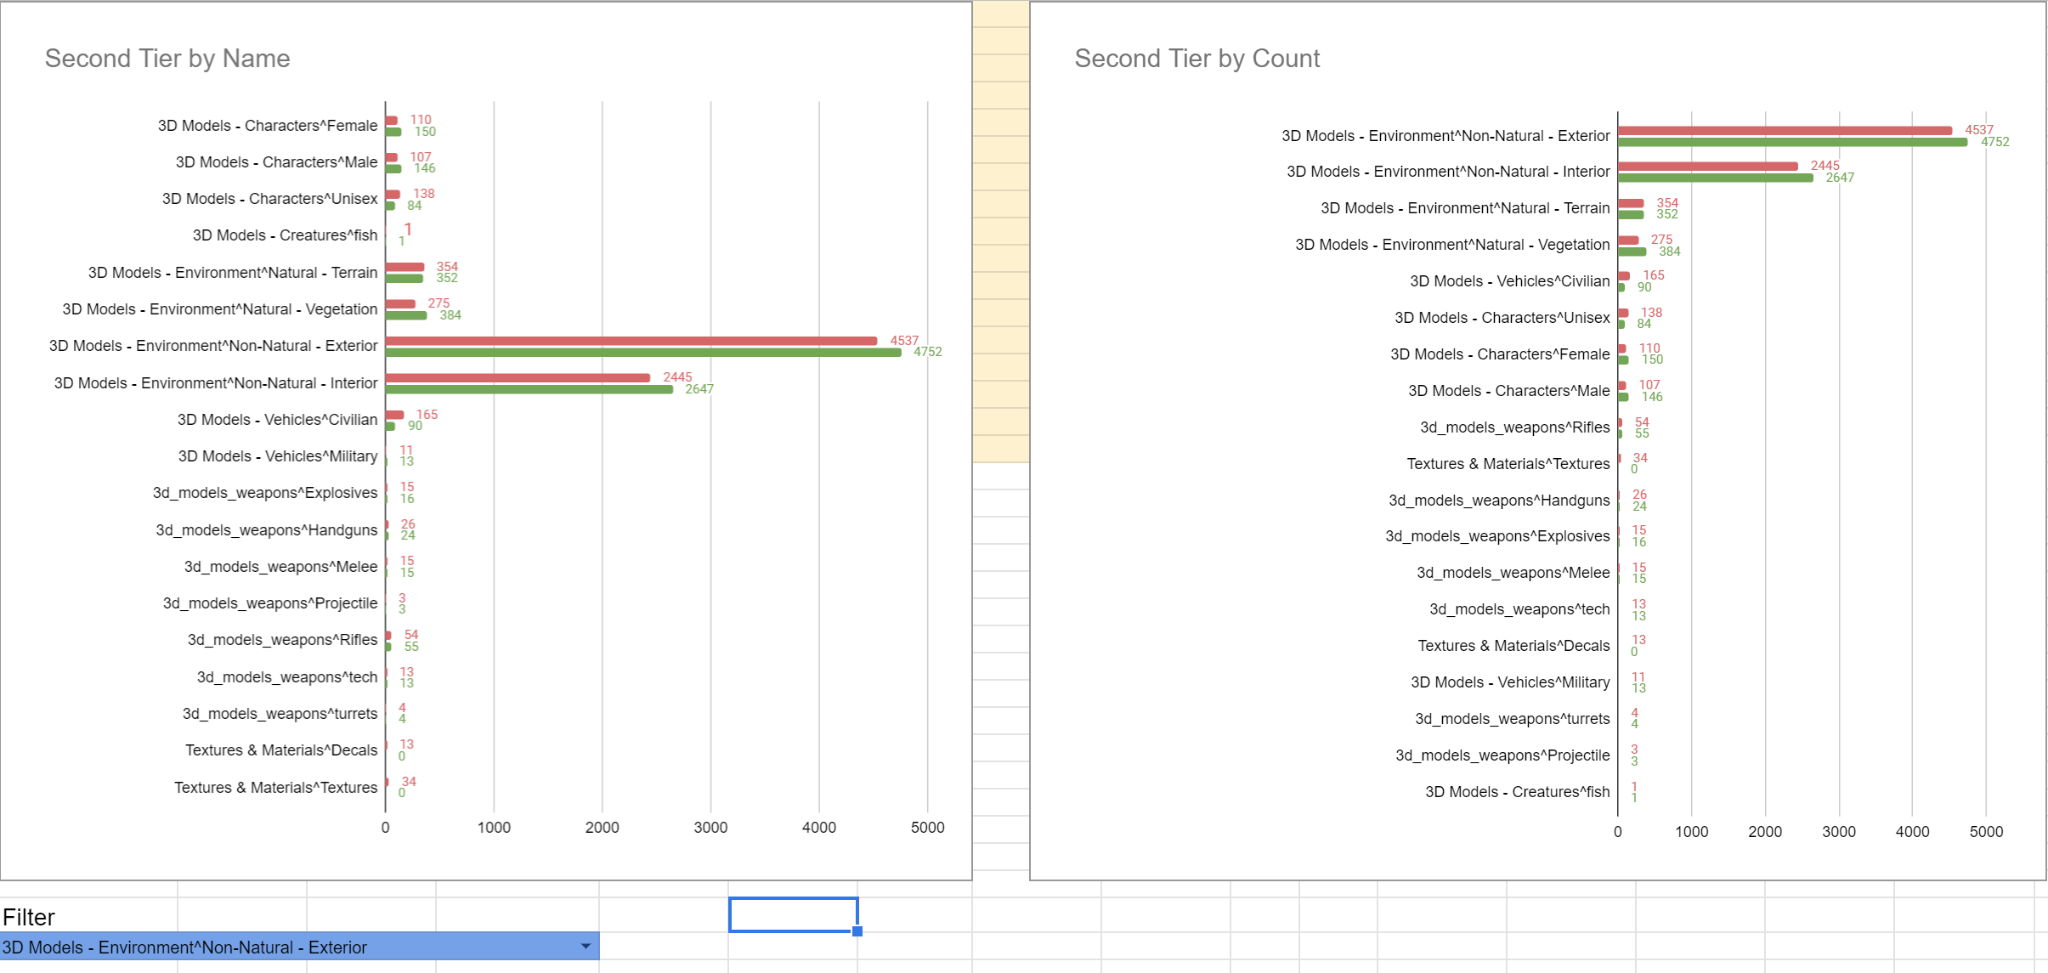 Second Tier by Name
3D Models - Characters^Female 110 150
3D Models - Characters^Male 107 146
3D Models - Characters^Unisex 138 84
3D Models - Creatures^fish 1 1
3D Models - Environment^Natural - Terrain 354 352
3D Models - Environment^Natural - Vegetation 275 384
3D Models - Environment^Non-Natural - Exterior 4537 4752
3D Models - Environment^Non-Natural - Interior 2445 2647
3D Models - Vehicles^Civilian 165 90
3D Models - Vehicles^Military 11 13
3d_models_weapons^Explosives 15 16
3d_models_weapons^Handguns 26 24
3d_models_weapons^Melee 15 15
3d_models_weapons^Projectile 3 3
3d_models_weapons^Rifles 54 55
3d_models_weapons^tech 13 13
3d_models_weapons^turrets 4 4
Textures & Materials^Decals 13 0
Textures & Materials^Textures 34 0
0 1000 2000 3000 4000 5000
Second Tier by Count
3D Models - Environment^Non-Natural - Exterior 4537 4752
3D Models - Environment^Non-Natural - Interior 2445 2647
3D Models - Environment^Natural - Terrain 354 352
3D Models - Environment^Natural - Vegetation 275 384
3D Models - Vehicles^Civilian 165 90
3D Models - Characters^Unisex 138 84
3D Models - Characters^Female 110 150
3D Models - Characters^Male 107 146
3d_models_weapons^Rifles 54 55
Textures & Materials^Textures 34 0
3d_models_weapons^Handguns 26 24
3d_models_weapons^Explosives 15 16
3d_models_weapons^Melee 15 15
3d_models_weapons^tech 13 13
Textures & Materials^Decals 13 0
3D Models - Vehicles^Military 11 13
3d_models_weapons^turrets 4 4
3d_models_weapons^Projectile 3 3
3D Models - Creatures^fish 1 1
0 1000 2000 3000 4000 5000
Filter
3D Models - Environment^Non-Natural - Exterior